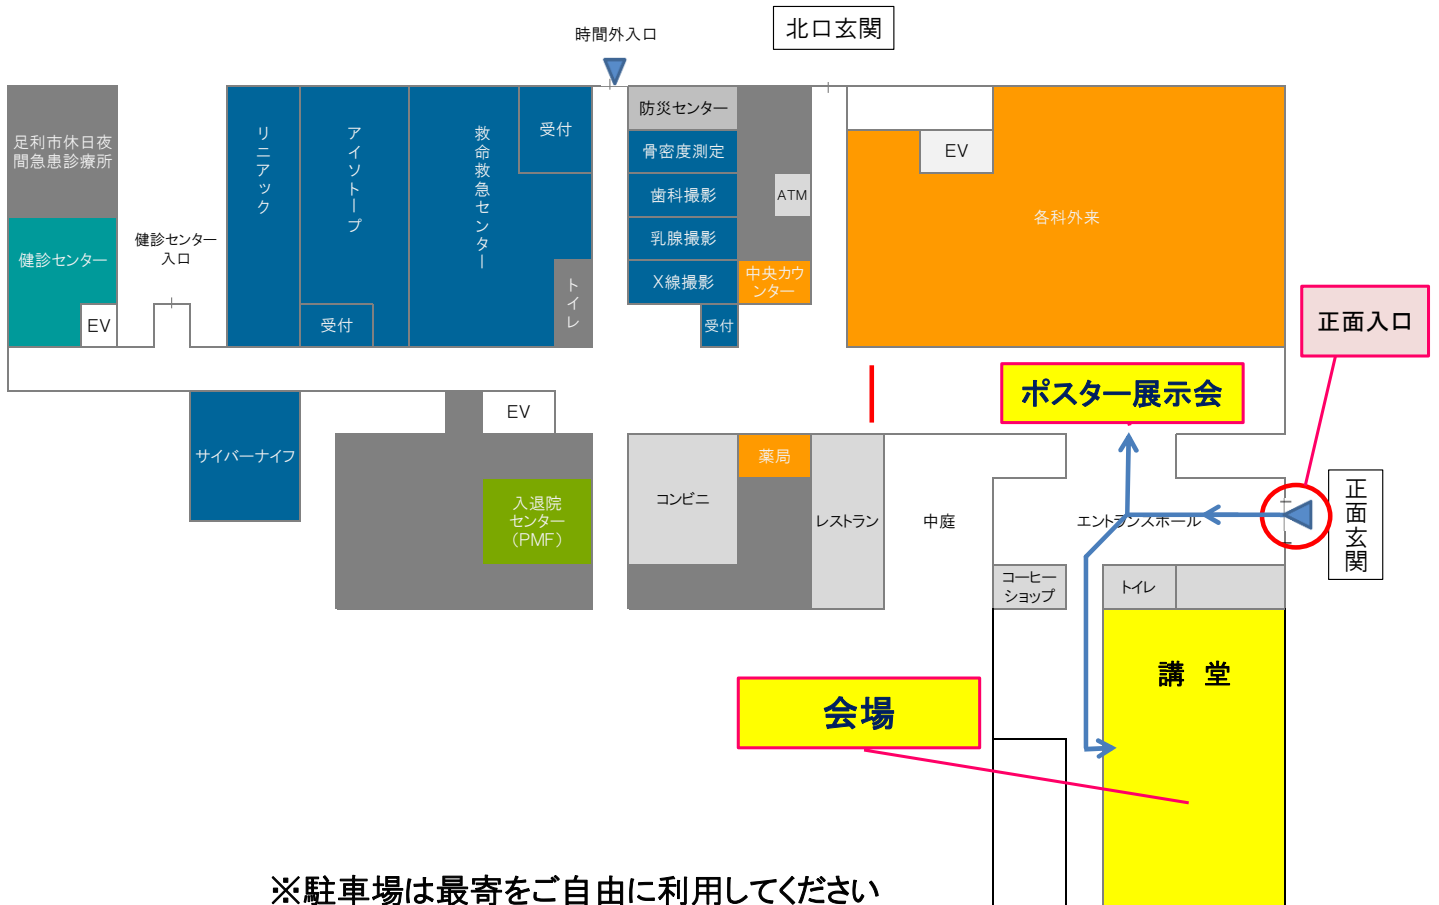 北口玄関
時間外入口
足利市休日夜
間急患診療所
リニアック
アイソトープ
救命救急センター
受付
防災センター
骨密度測定
歯科撮影
乳腺撮影
X線撮影
受付
ATM
中央カウ
ンター
EV
各科外来
健診センター
EV
健診センター
入口
受付
トイレ
正面入口
ポスター展示会
サイバーナイフ
EV
入退院
センター
（PMF）
コンビニ
薬局
レストラン
中庭
エントランスホール
正面玄関
コーヒー
ショップ
トイレ
講 堂
会場
※駐車場は最寄をご自由に利用してください